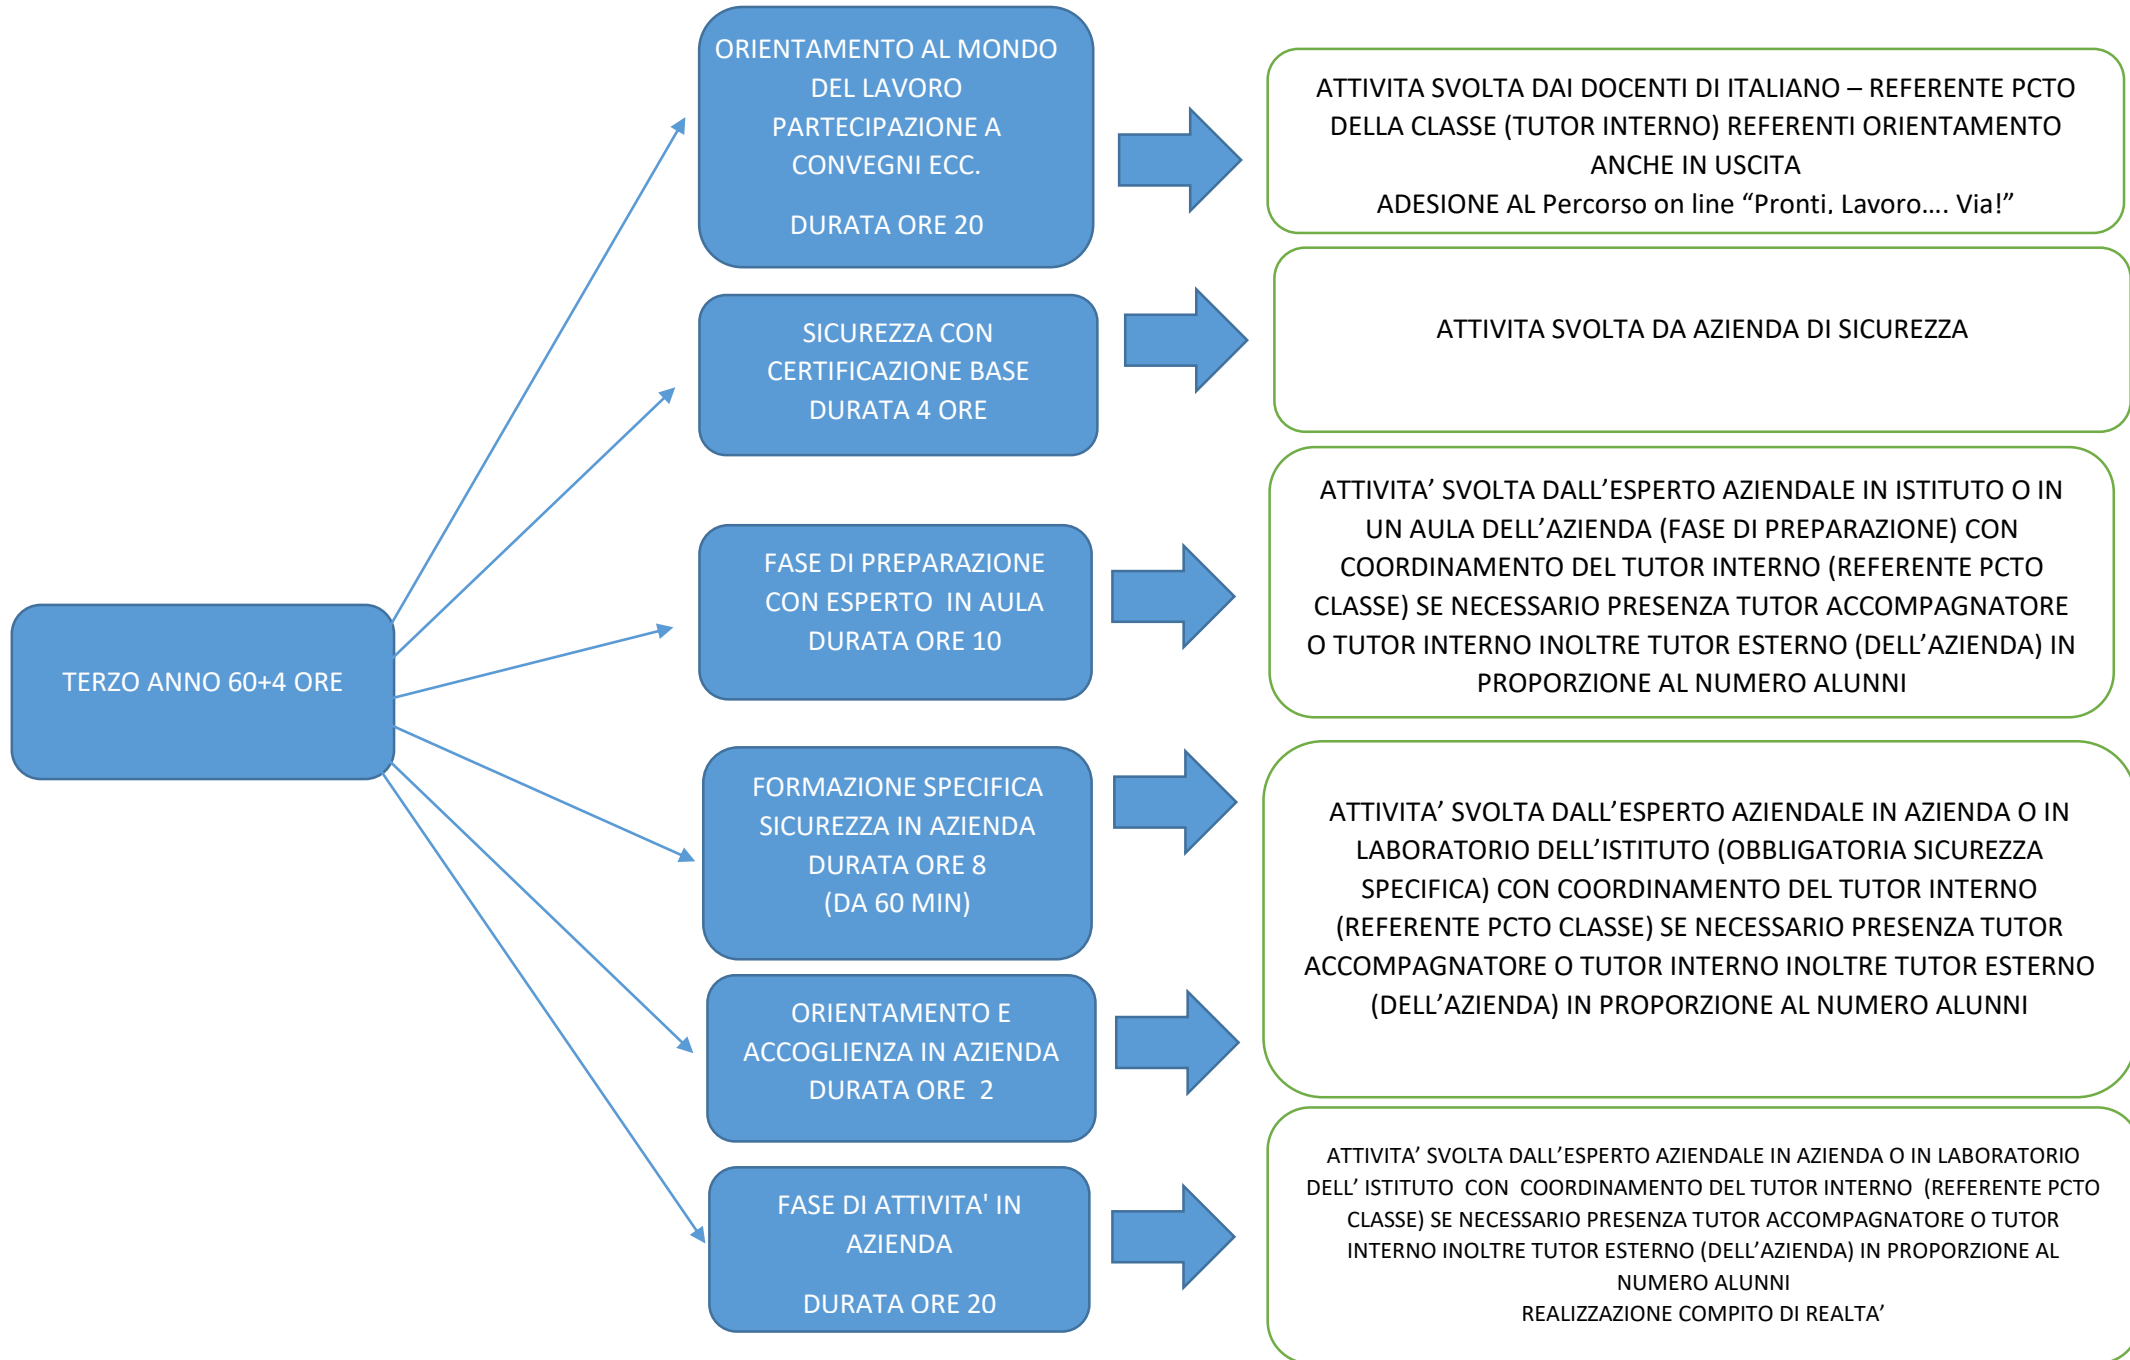 TERZO ANNO 60+4 ORE
ORIENTAMENTO AL MONDO
DEL LAVORO
PARTECIPAZIONE A
CONVEGNI ECC.
DURATA ORE 20
ATTIVITA SVOLTA DAI DOCENTI DI ITALIANO – REFERENTE PCTO
DELLA CLASSE (TUTOR INTERNO) REFERENTI ORIENTAMENTO
ANCHE IN USCITA
ADESIONE AL Percorso on line “Pronti, Lavoro…. Via!”
SICUREZZA CON
CERTIFICAZIONE BASE
DURATA 4 ORE
ATTIVITA SVOLTA DA AZIENDA DI SICUREZZA
FASE DI PREPARAZIONE
CON ESPERTO IN AULA
DURATA ORE 10
ATTIVITA’ SVOLTA DALL’ESPERTO AZIENDALE IN ISTITUTO O IN
UN AULA DELL’AZIENDA (FASE DI PREPARAZIONE) CON
COORDINAMENTO DEL TUTOR INTERNO (REFERENTE PCTO
CLASSE) SE NECESSARIO PRESENZA TUTOR ACCOMPAGNATORE
O TUTOR INTERNO INOLTRE TUTOR ESTERNO (DELL’AZIENDA) IN
PROPORZIONE AL NUMERO ALUNNI
FORMAZIONE SPECIFICA
SICUREZZA IN AZIENDA
DURATA ORE 8
(DA 60 MIN)
ORIENTAMENTO E
ACCOGLIENZA IN AZIENDA
DURATA ORE 2
ATTIVITA’ SVOLTA DALL’ESPERTO AZIENDALE IN AZIENDA O IN
LABORATORIO DELL’ISTITUTO (OBBLIGATORIA SICUREZZA
SPECIFICA) CON COORDINAMENTO DEL TUTOR INTERNO
(REFERENTE PCTO CLASSE) SE NECESSARIO PRESENZA TUTOR
ACCOMPAGNATORE O TUTOR INTERNO INOLTRE TUTOR ESTERNO
(DELL’AZIENDA) IN PROPORZIONE AL NUMERO ALUNNI
FASE DI ATTIVITA' IN
AZIENDA
DURATA ORE 20
ATTIVITA’ SVOLTA DALL’ESPERTO AZIENDALE IN AZIENDA O IN LABORATORIO
DELL’ ISTITUTO CON COORDINAMENTO DEL TUTOR INTERNO (REFERENTE PCTO
CLASSE) SE NECESSARIO PRESENZA TUTOR ACCOMPAGNATORE O TUTOR
INTERNO INOLTRE TUTOR ESTERNO (DELL’AZIENDA) IN PROPORZIONE AL
NUMERO ALUNNI
REALIZZAZIONE COMPITO DI REALTA’